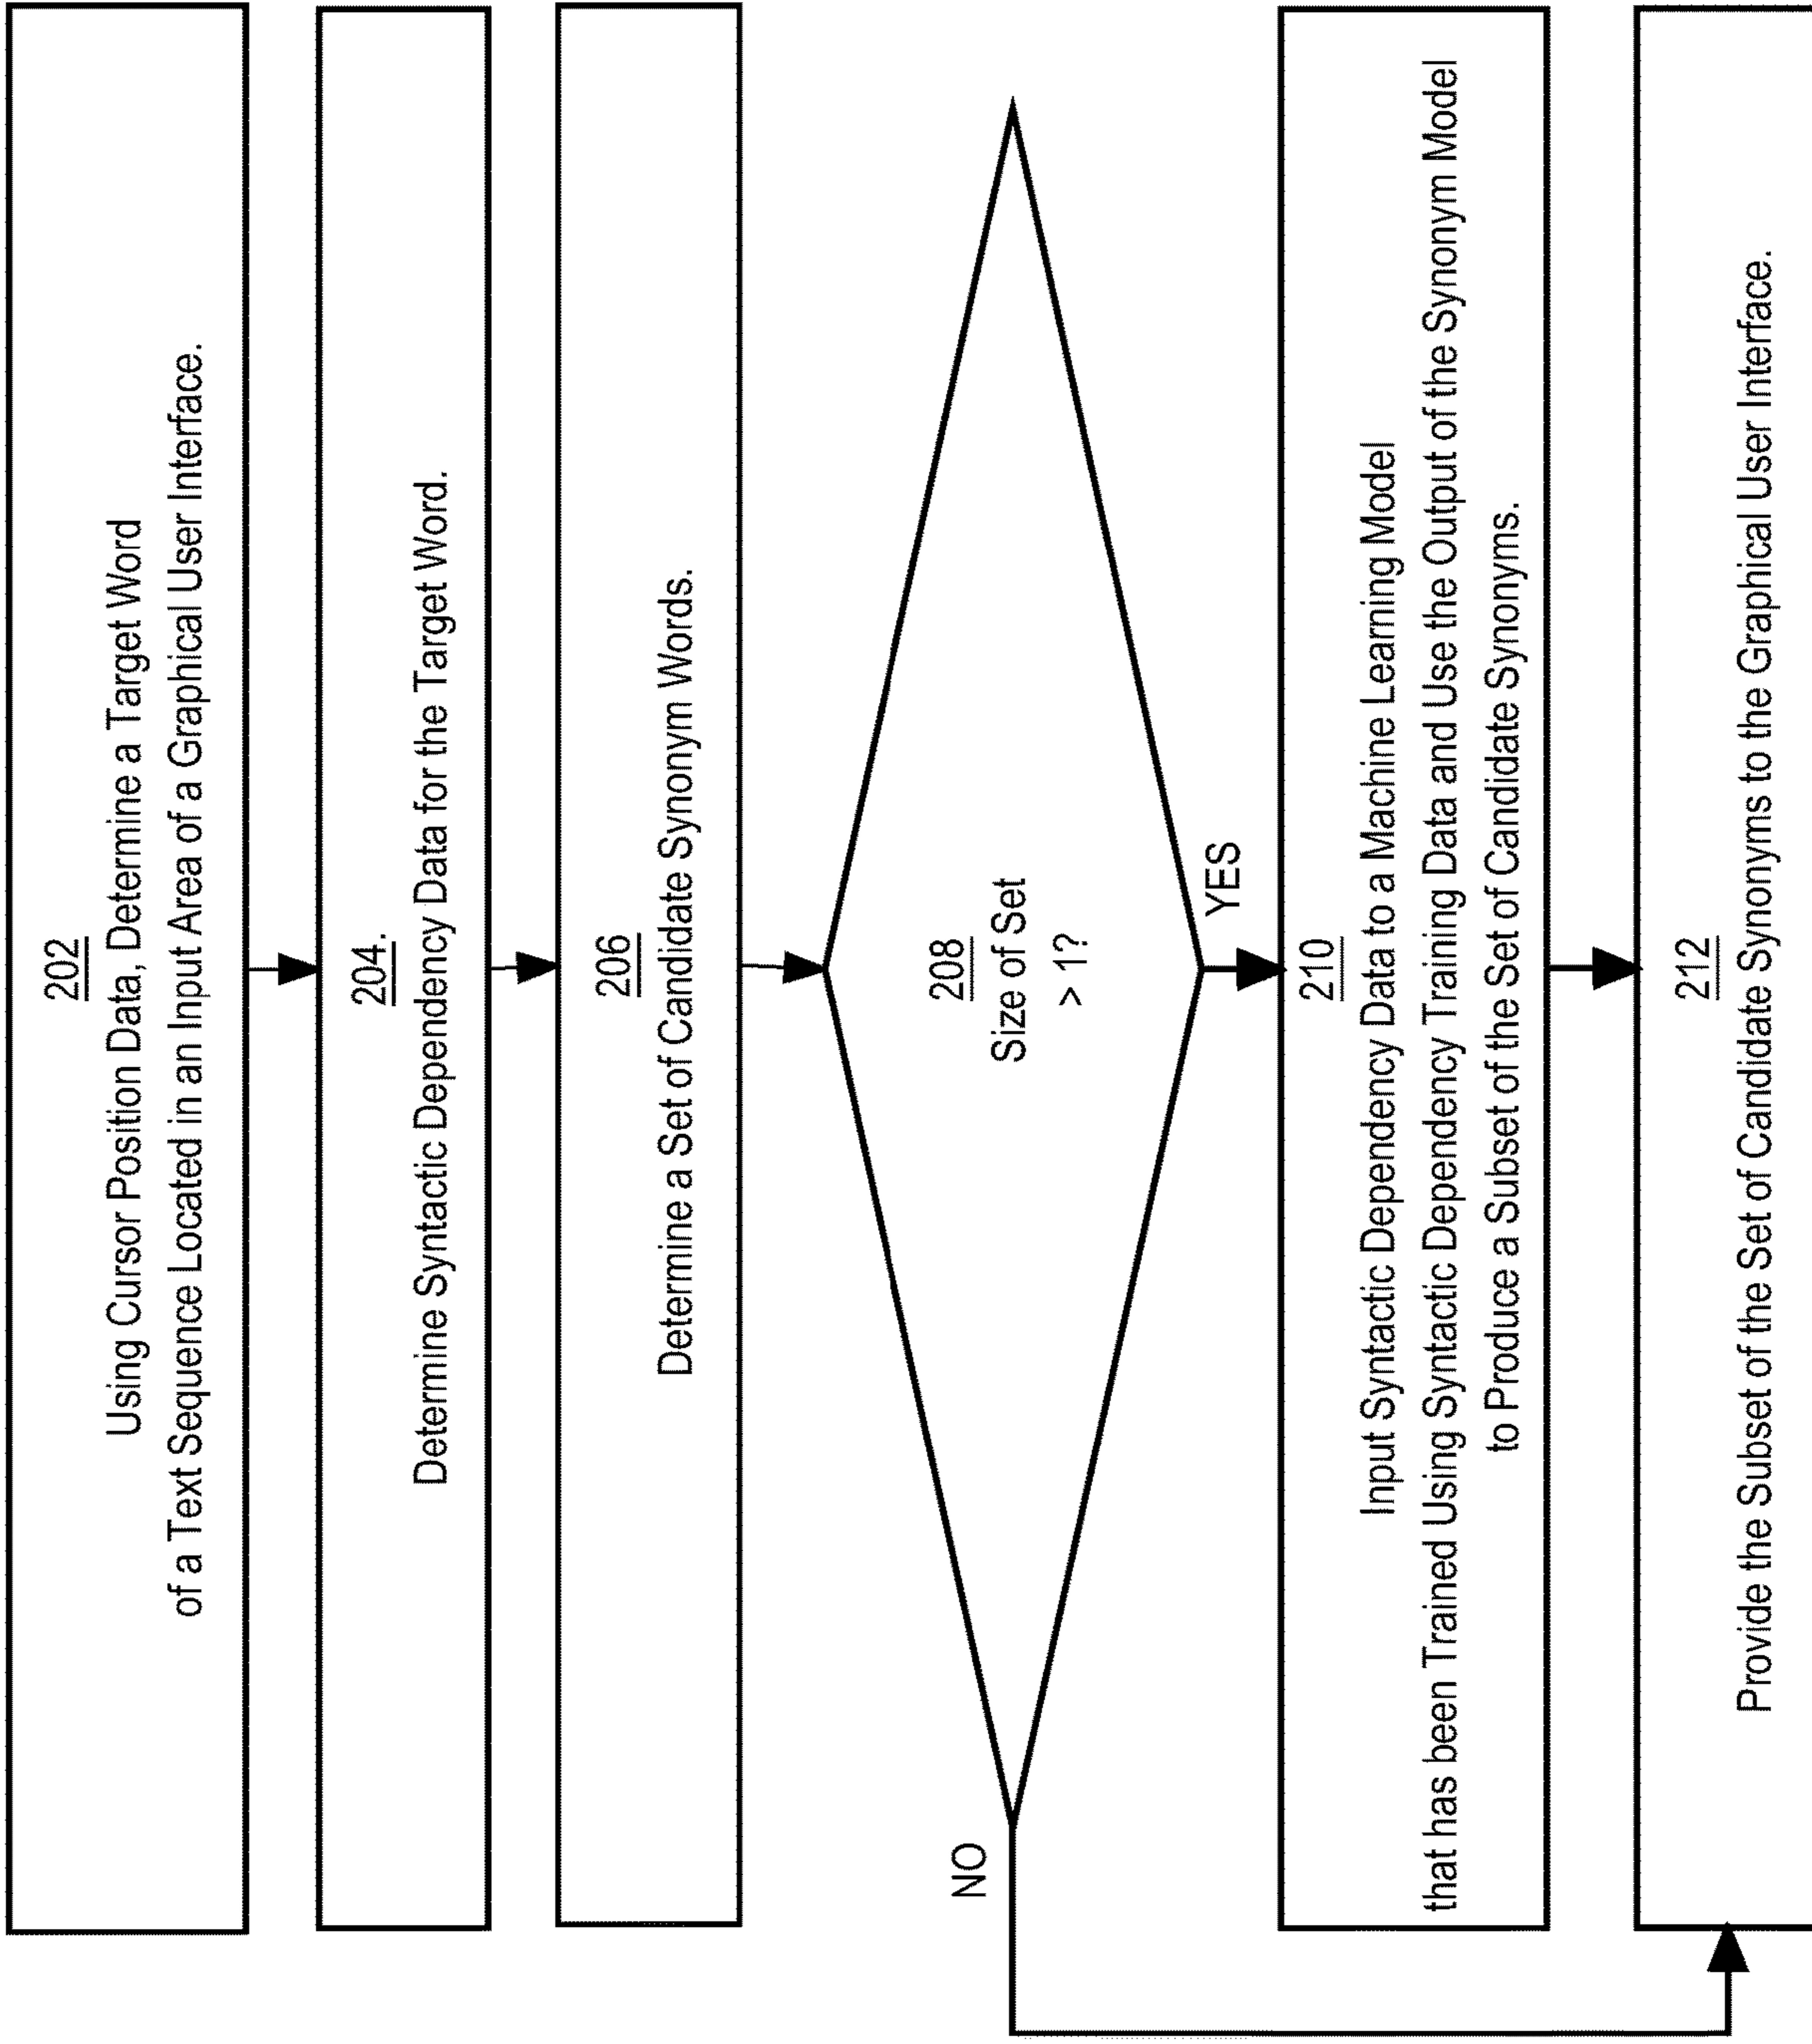 202
Using Cursor Position Data, Determine a Target Word
of a Text Sequence Located in an Input Area of a Graphical User Interface.
204.
Determine Syntactic Dependency Data for the Target Word.
206
Determine a Set of Candidate Synonym Words.
208
Size of Set
> 1?
NO
YES
210
Input Syntactic Dependency Data to a Machine Learning Model
that has been Trained Using Syntactic Dependency Training Data and Use the Output of the Synonym Model
to Produce a Subset of the Set of Candidate Synonyms.
212
Provide the Subset of the Set of Candidate Synonyms to the Graphical User Interface.